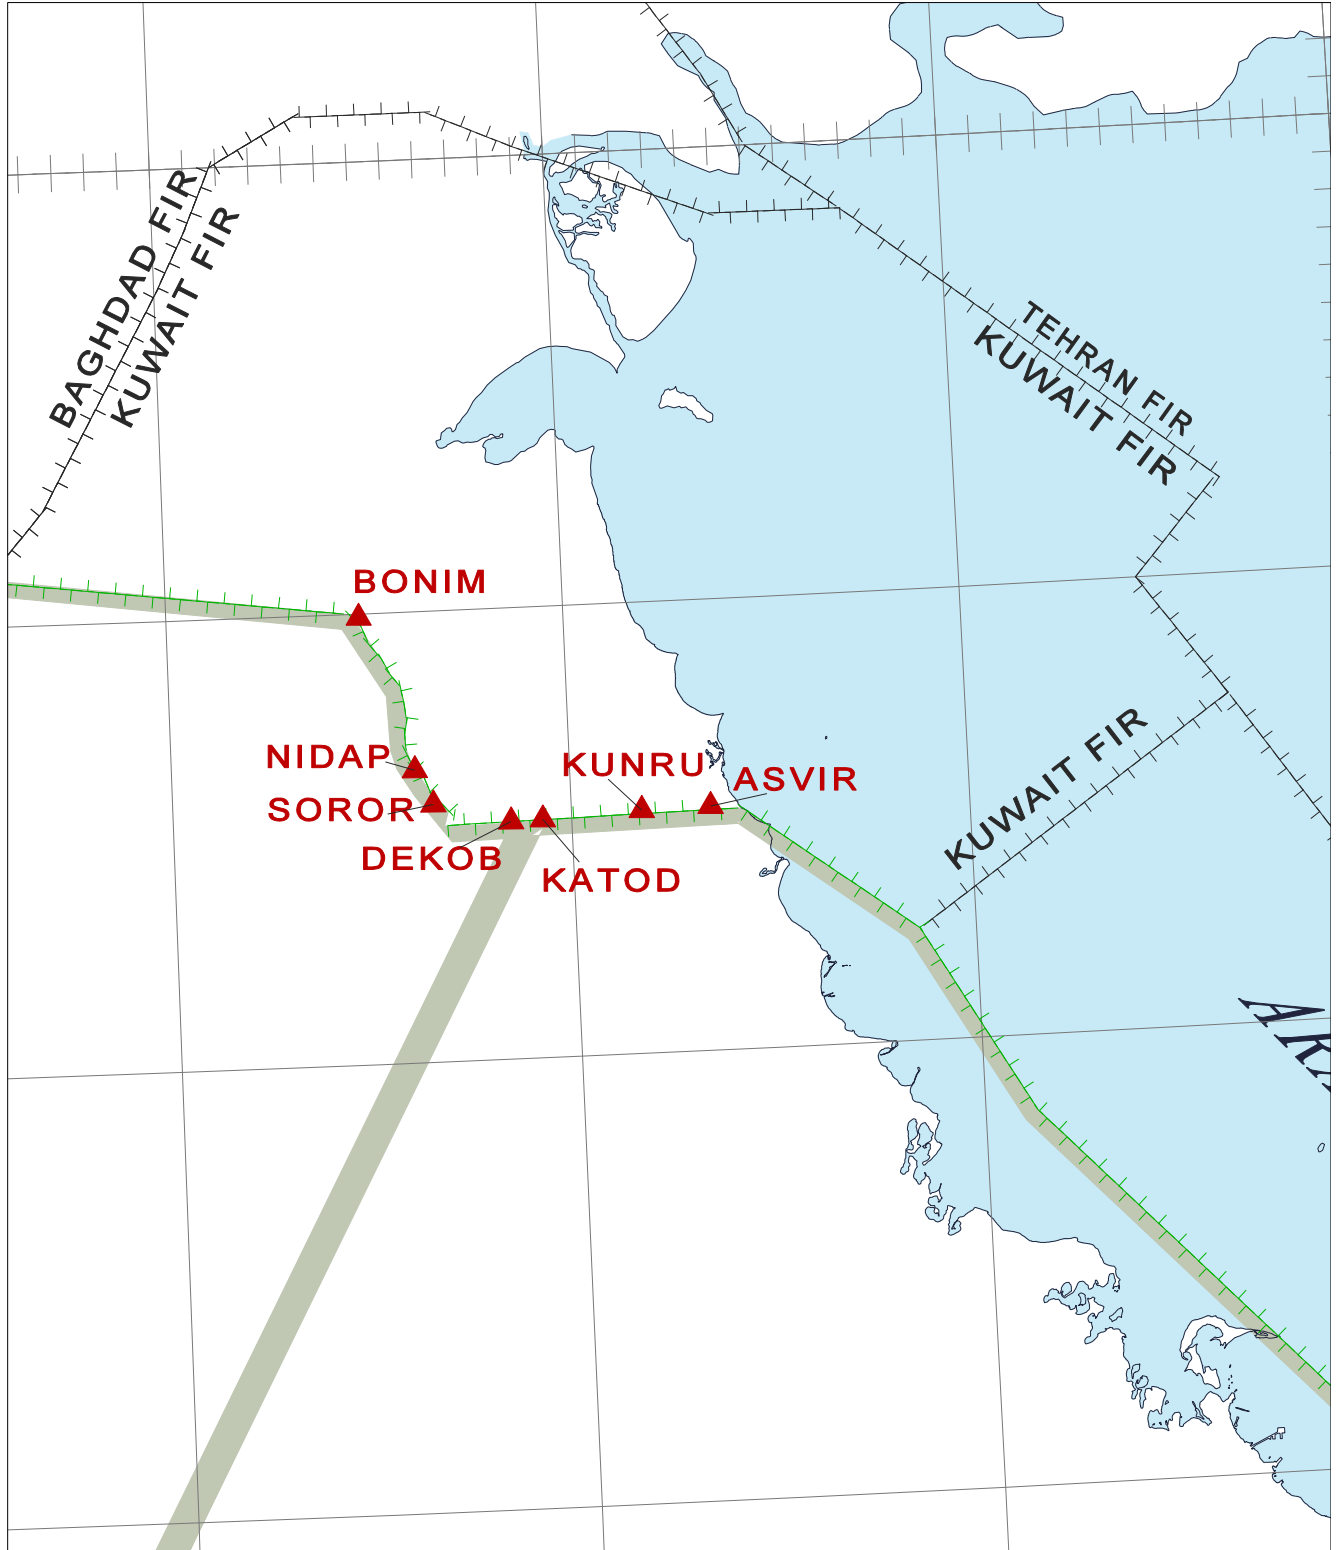 BAGHDAD FIR
KUWAIT FIR
TEHRAN FIR
KUWAIT FIR
BONIM
NIDAP
KUNRU
ASVIR
SOROR
DEKOB
KATOD
KUWAIT FIR